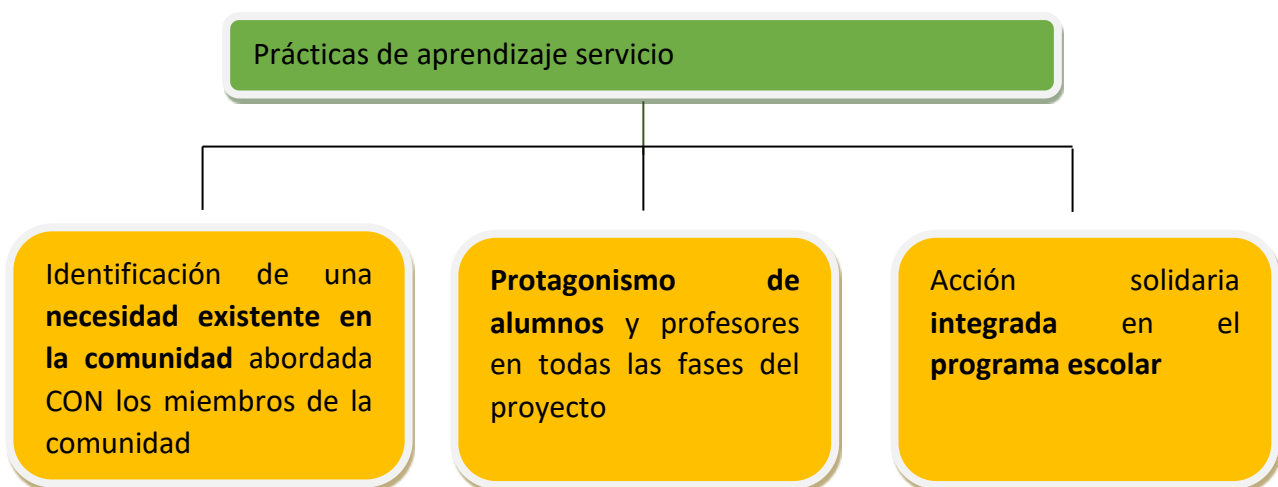 Prácticas de aprendizaje servicio
Identificación de una
necesidad existente en
la comunidad abordada
CON los miembros de la
comunidad
Protagonismo de
alumnos y profesores
en todas las fases del
proyecto
Acción solidaria
integrada en el
programa escolar